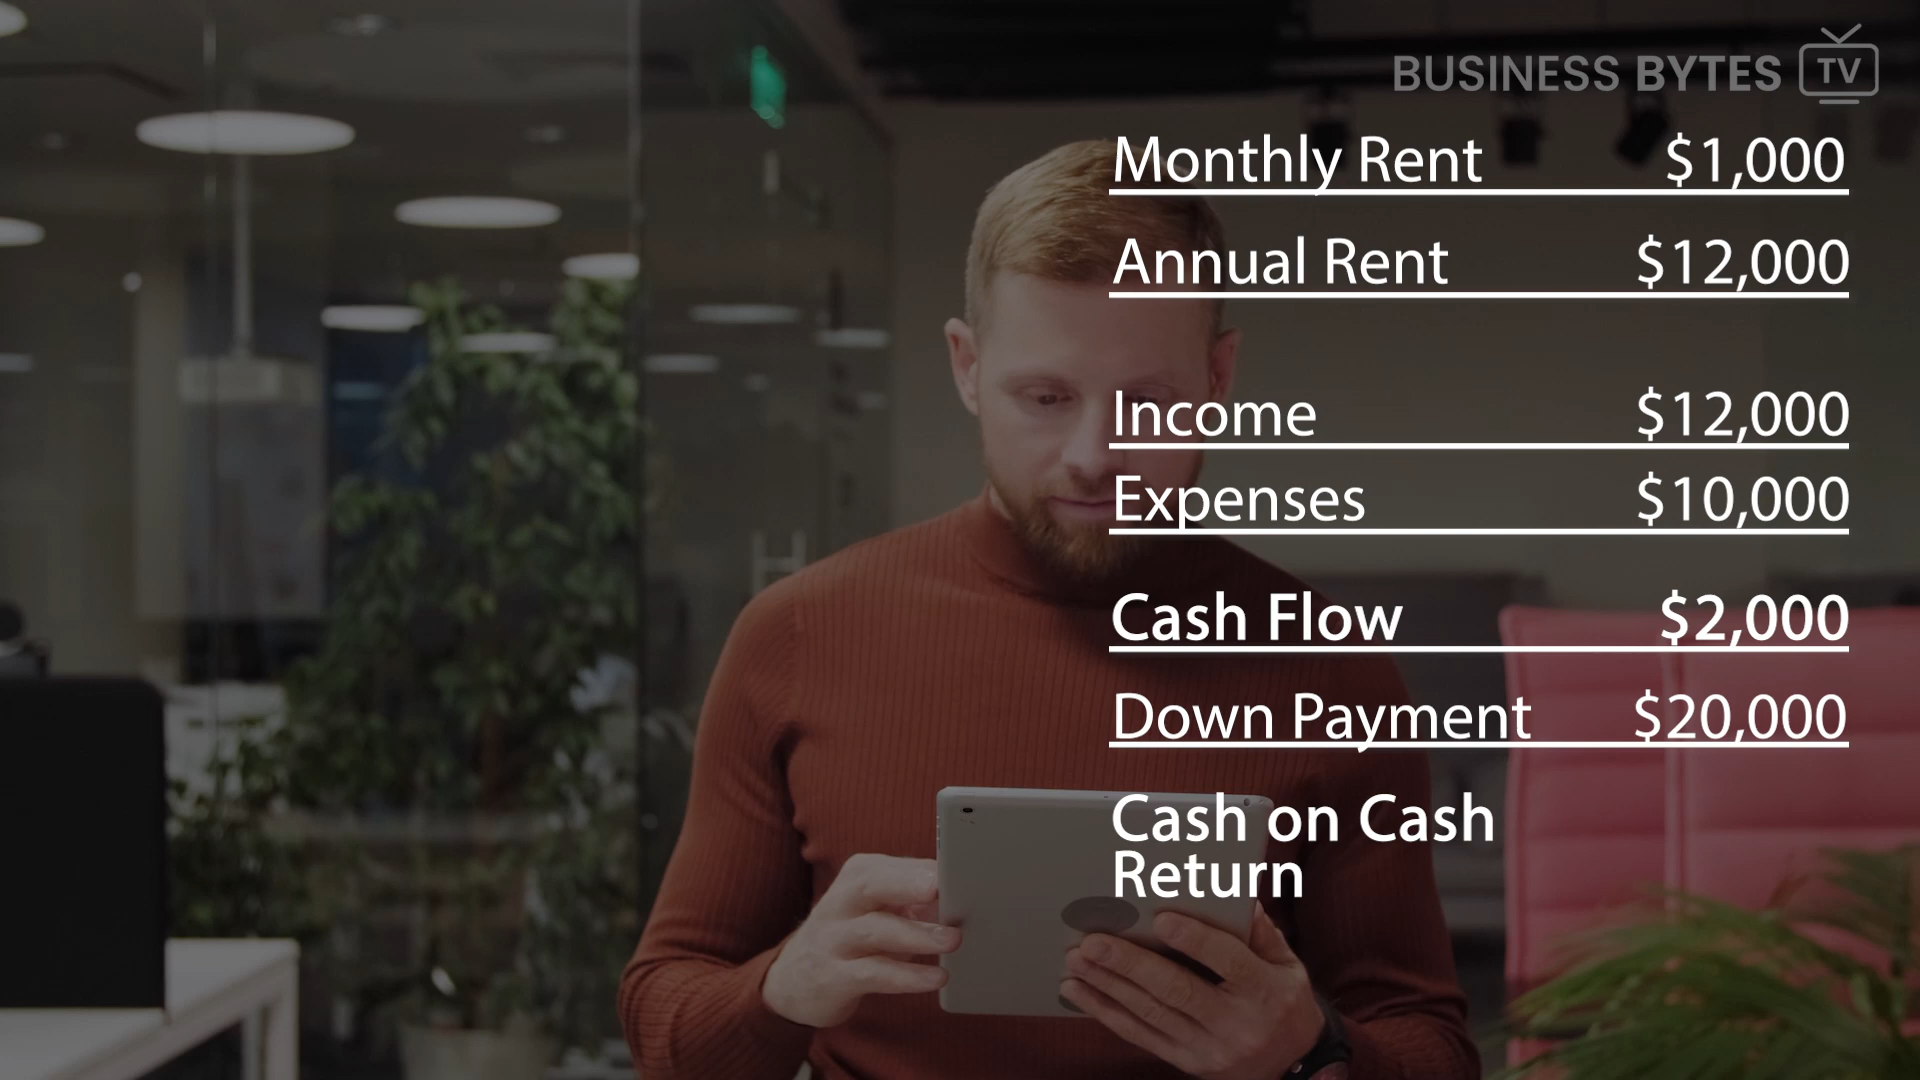 BUSINESS BYTES TV
Monthly Rent $1,000
Annual Rent $12,000
Income $12,000
Expenses $10,000
Cash Flow $2,000
Down Payment $20,000
Cash on Cash
Return